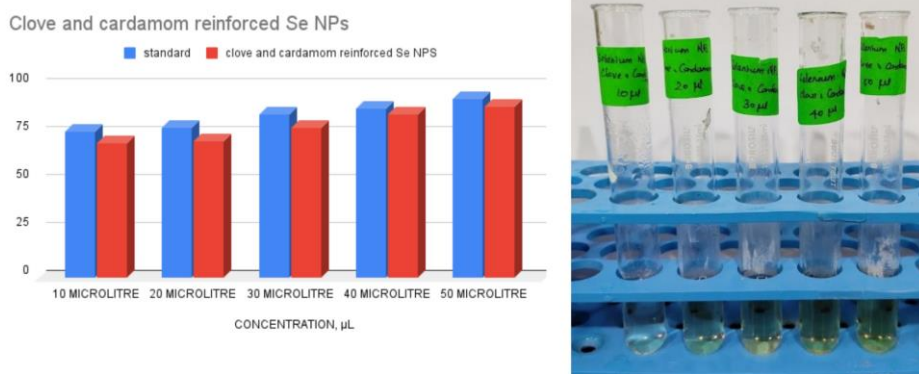 Clove and cardamom reinforced Se NPs
standard
clove and cardamom reinforced Se NPS
100
75
50
25
0
10 MICROLITRE
20 MICROLITRE
30 MICROLITRE
40 MICROLITRE
50 MICROLITRE
CONCENTRATION, µL
10 µl
20 µl
30 µl
40 µl